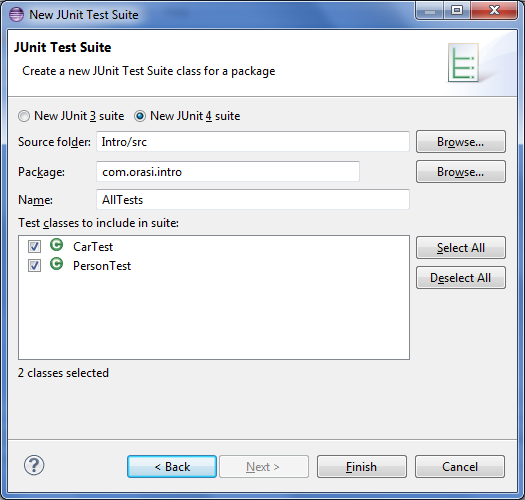 New JUnit Test Suite
JUnit Test Suite
Create a new JUnit Test Suite class for a package
New JUnit 3 suite New JUnit 4 suite
Source folder: Intro/src Browse...
Package: com.orasi.intro Browse...
Name: AllTests
Test classes to include in suite:
CarTest Select All
PersonTest Deselect All
2 classes selected
? < Back Next > Finish Cancel